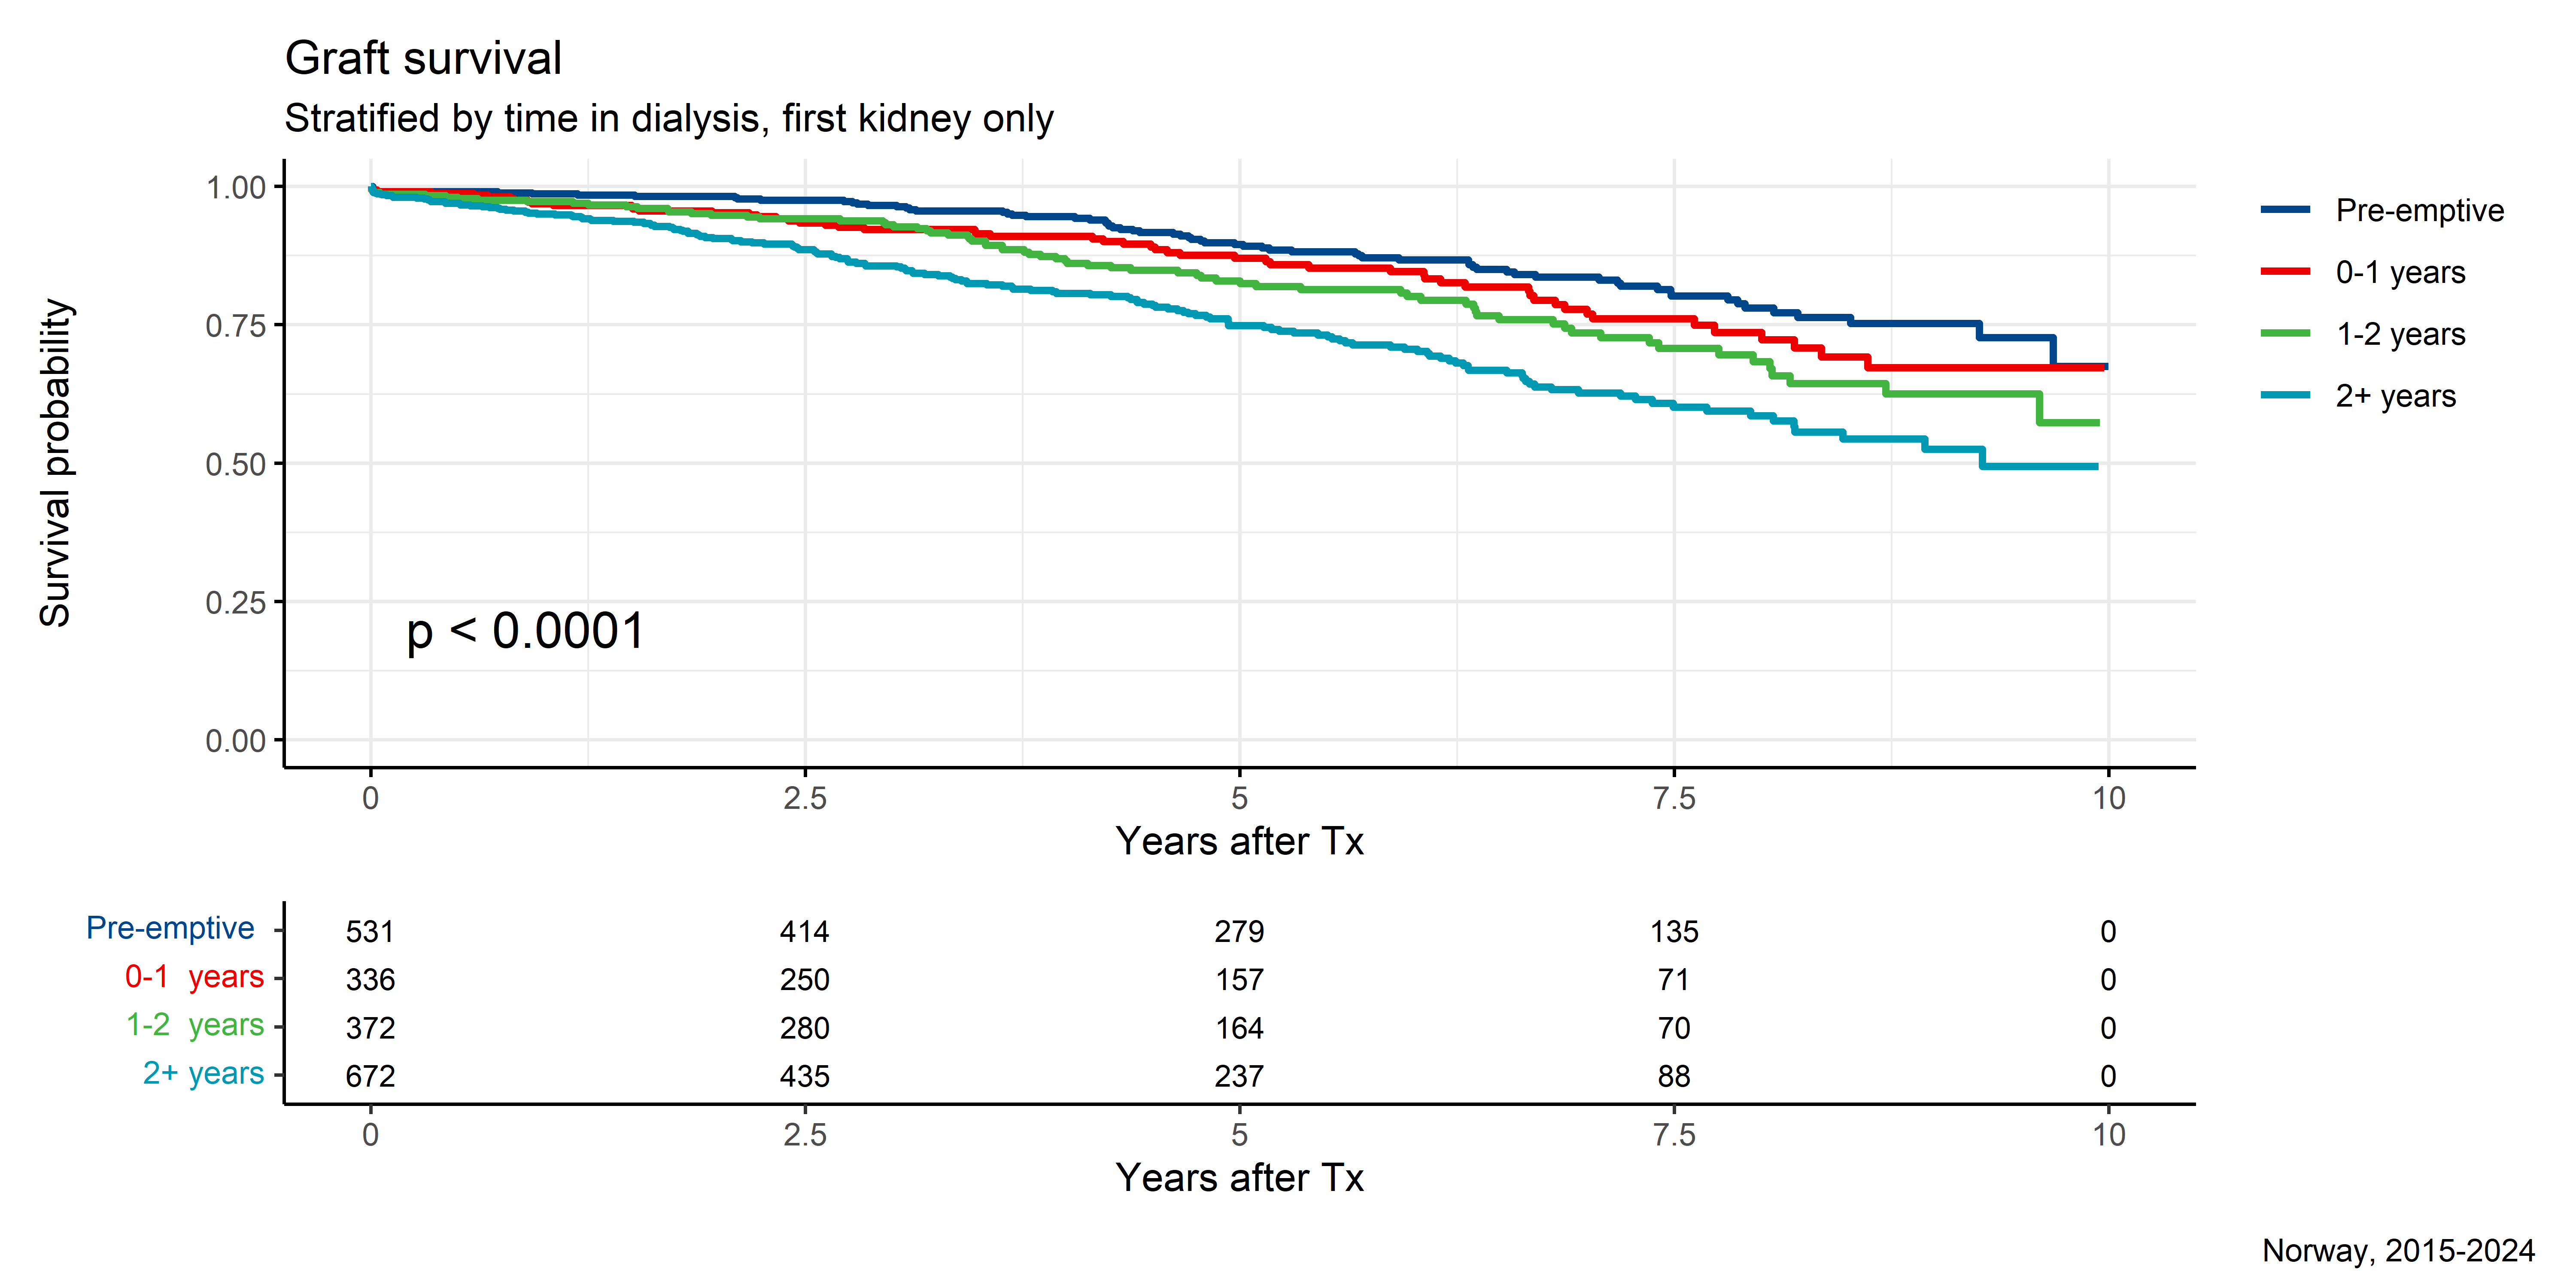 Graft survival
Stratified by time in dialysis, first kidney only
Survival probability
1.00
0.75
0.50
0.25
0.00
p < 0.0001
0 2.5 5 7.5 10
Years after Tx
Pre-emptive
0-1 years
1-2 years
2+ years
Pre-emptive 531 414 279 135 0
0-1 years 336 250 157 71 0
1-2 years 372 280 164 70 0
2+ years 672 435 237 88 0
0 2.5 5 7.5 10
Years after Tx
Norway, 2015-2024